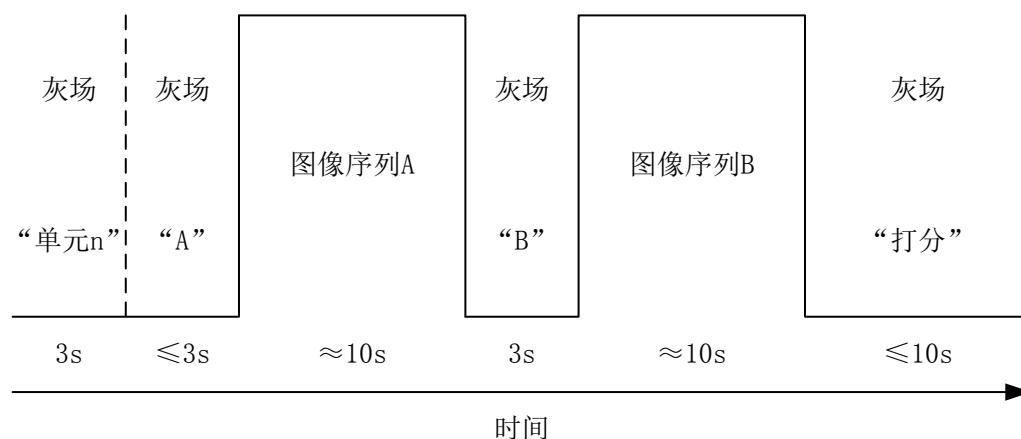 灰场 灰场 灰场 灰场
图像序列A 图像序列B
“单元n” “A” “B” “打分”
3s ≤3s ≈10s 3s ≈10s ≤10s
时间